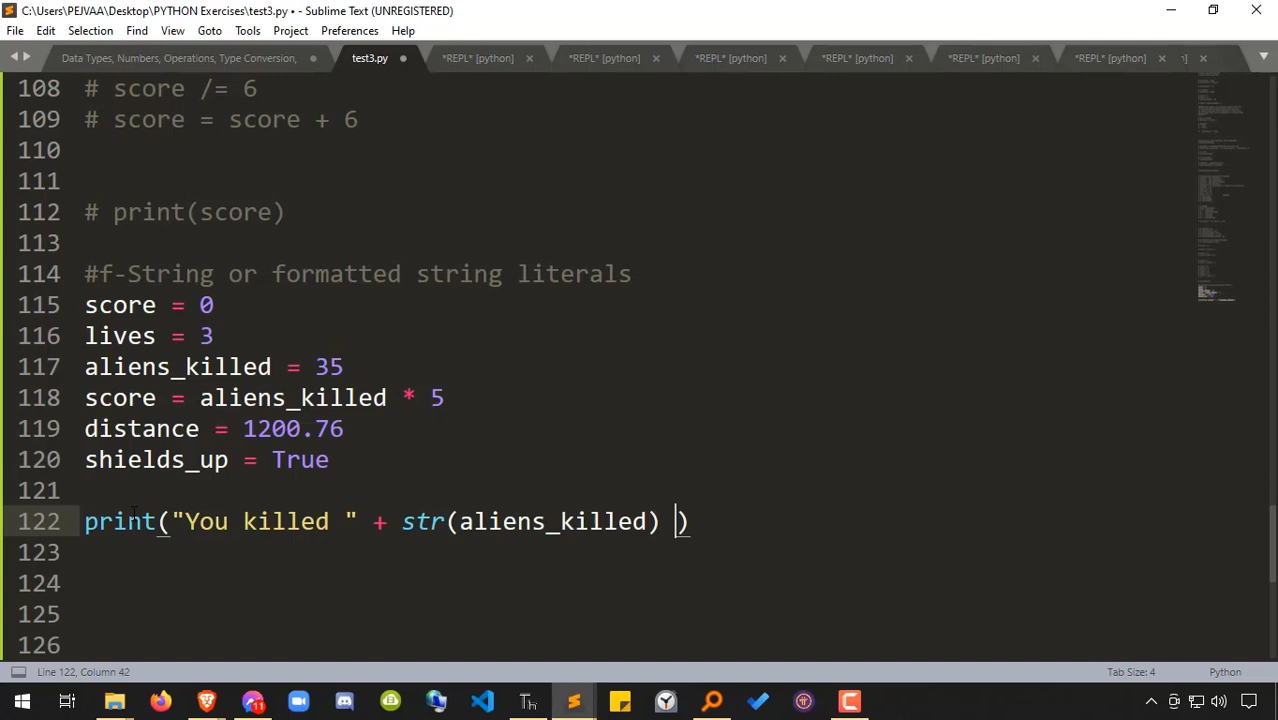 C:\Users\PEJVAA\Desktop\PYTHON Exercises\test3.py • - Sublime Text (UNREGISTERED)
File Edit Selection Find View Goto Tools Project Preferences Help
Data Types, Numbers, Operations, Type Conversion, test3.py *REPL* [python] *REPL* [python] *REPL* [python] *REPL* [python] *REPL* [python] *REPL* [python]
108 # score /= 6
109 # score = score + 6
110
111
112 # print(score)
113
114 #f-String or formatted string literals
115 score = 0
116 lives = 3
117 aliens_killed = 35
118 score = aliens_killed * 5
119 distance = 1200.76
120 shields_up = True
121
122 print("You killed " + str(aliens_killed) )
123
124
125
126
Line 122, Column 42 Tab Size: 4 Python
11